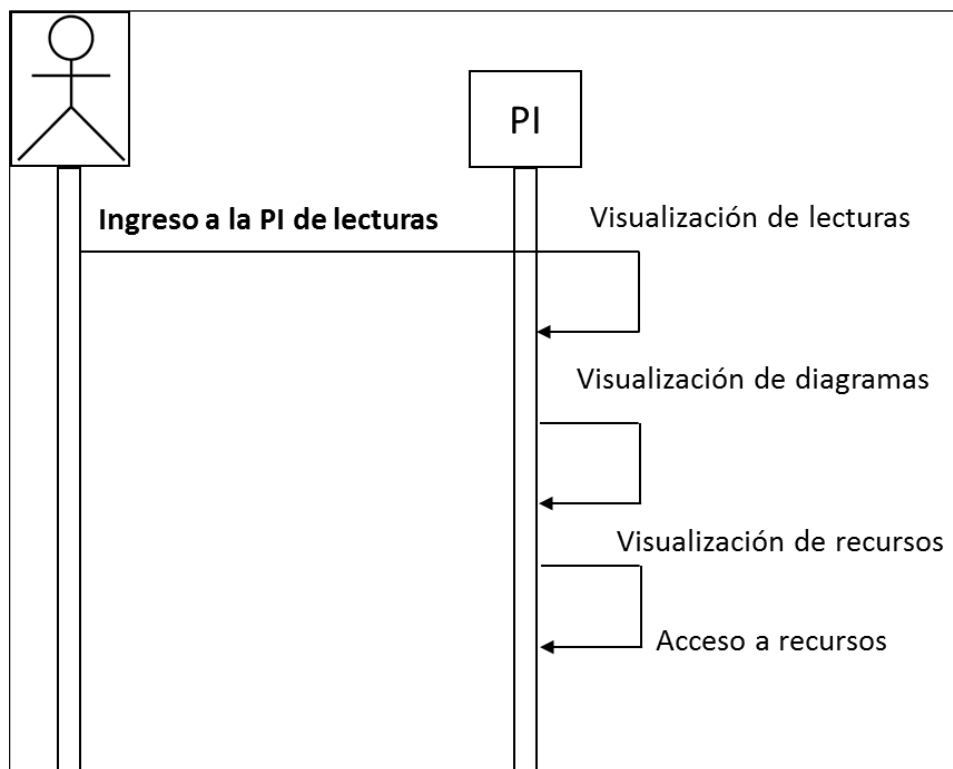 PI
Ingreso a la PI de lecturas
Visualización de lecturas
Visualización de diagramas
Visualización de recursos
Acceso a recursos